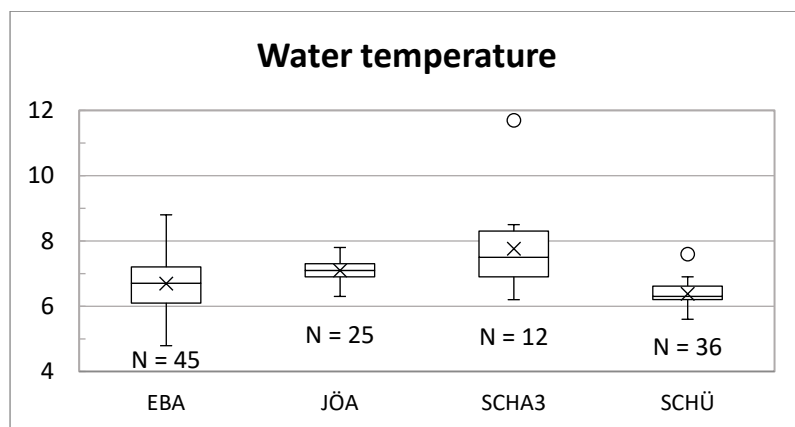 Water temperature
12
10
8
6
4
N = 45
N = 25
N = 12
N = 36
EBA JÖA SCHA3 SCHÜ